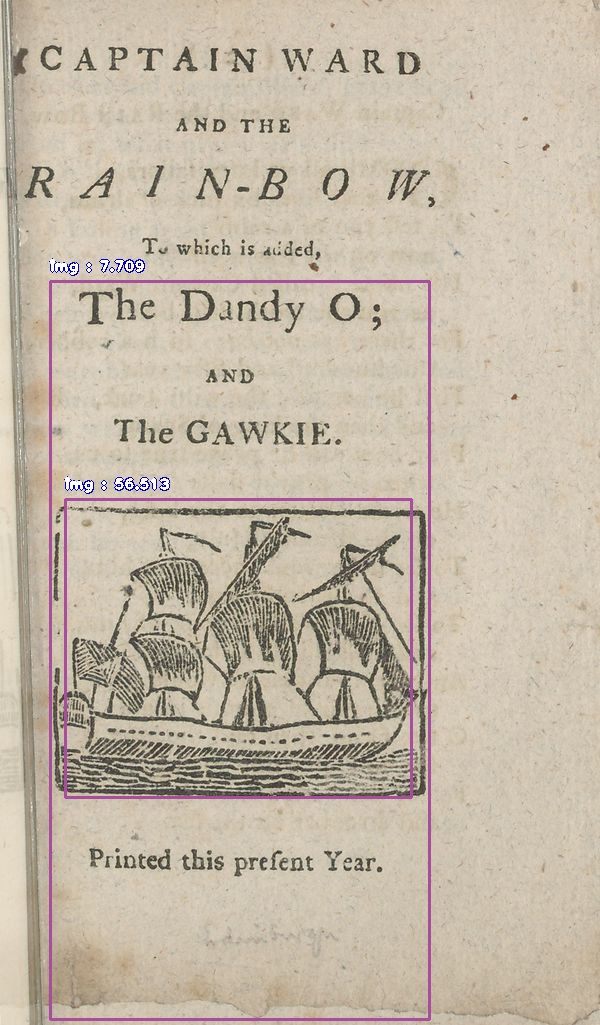 CAPTAIN WARD
AND THE
RAIN-BOW,
To which is added,
img : 7.709
The Dandy O;
AND
The GAWKIE.
img : 56.513
Printed this preſent Year.